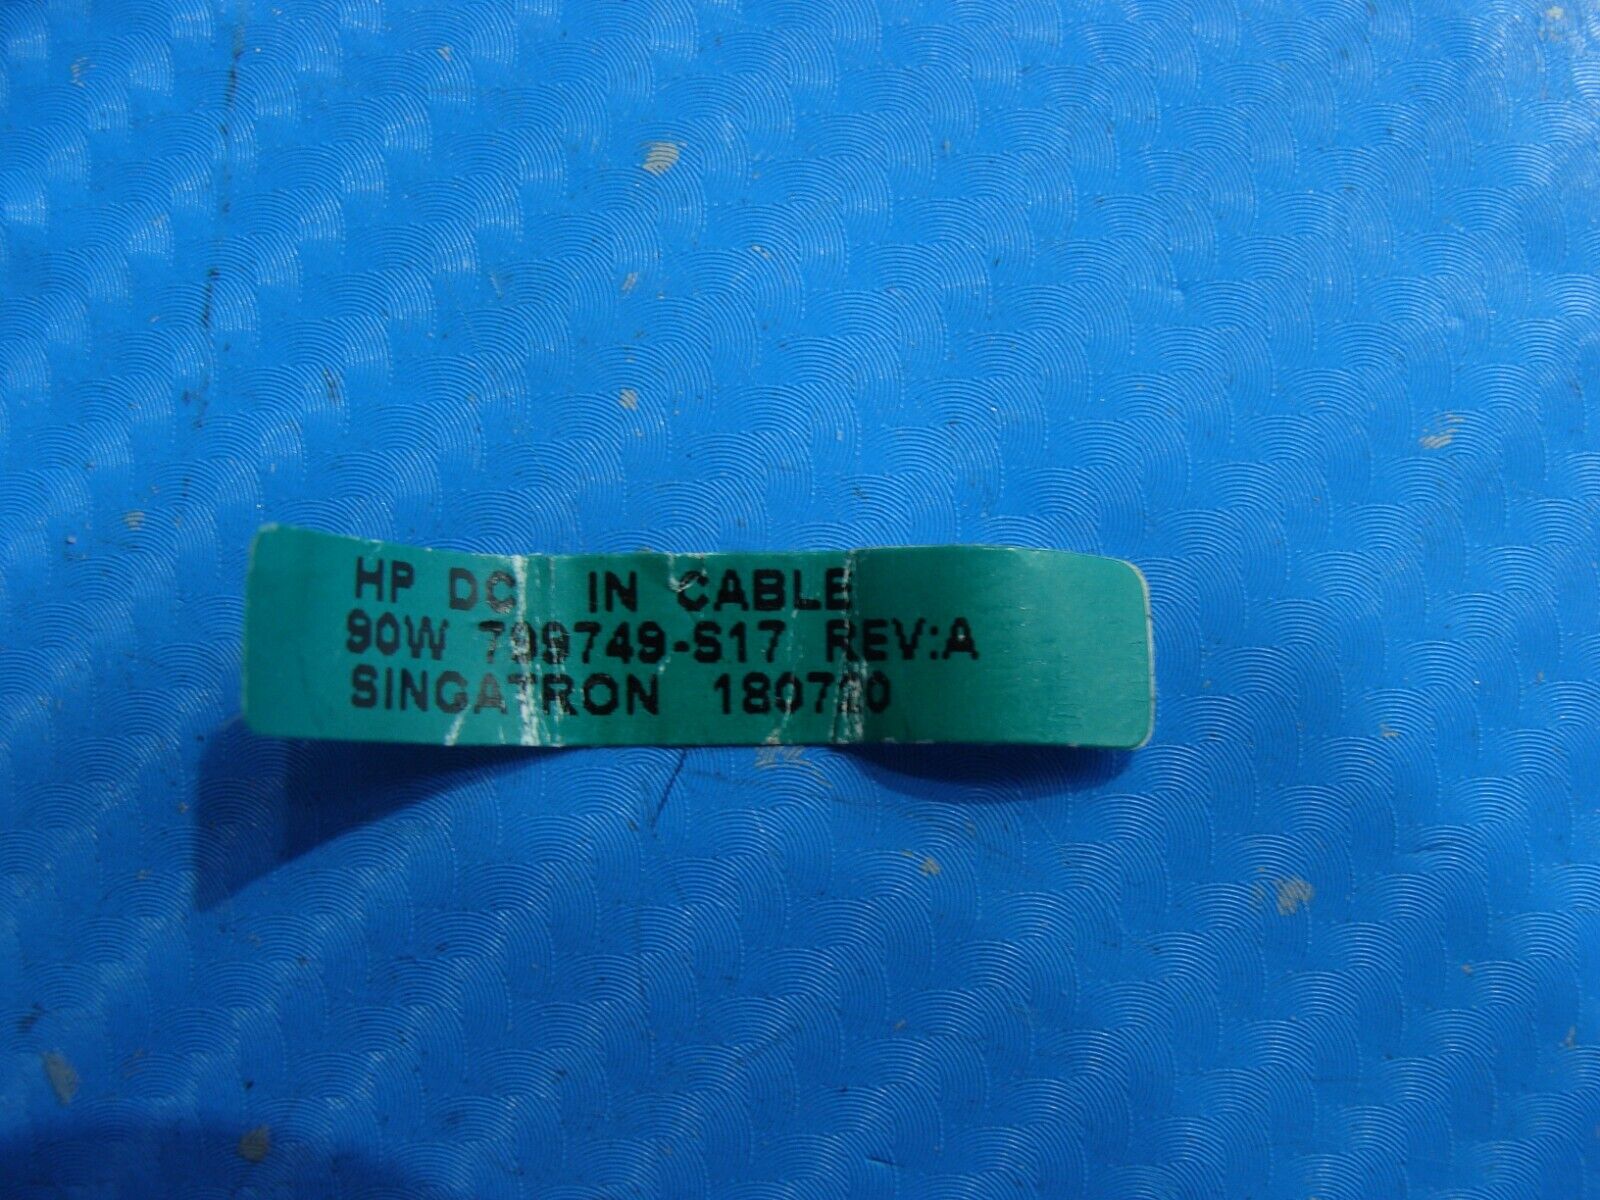 HP DC IN CABLE
90W 799749-S17 REV:A
SINGATRON 180720